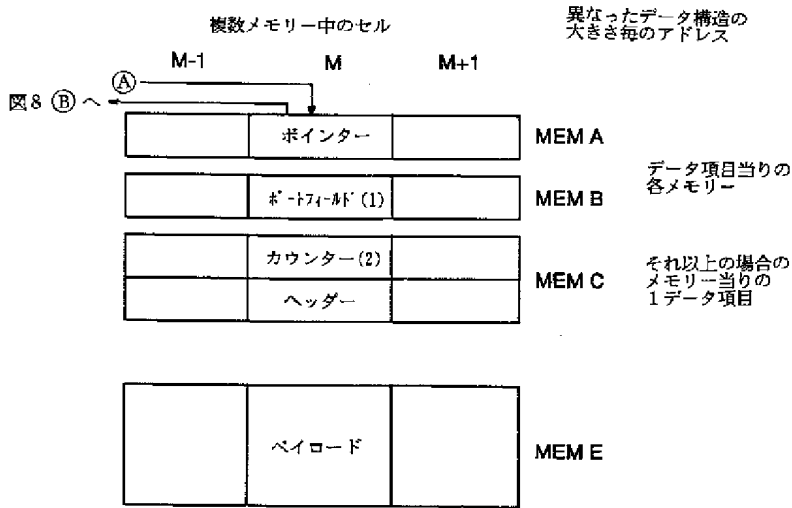 複数メモリー中のセル
異なったデータ構造の
大きさ毎のアドレス
M-1 M M+1
Ⓐ
図8 Ⓑ へ
ポインター
MEM A
データ項目当りの
各メモリー
ポートフィールド(1)
MEM B
カウンター(2)
ヘッダー
MEM C
それ以上の場合の
メモリー当りの
1データ項目
ペイロード
MEM E